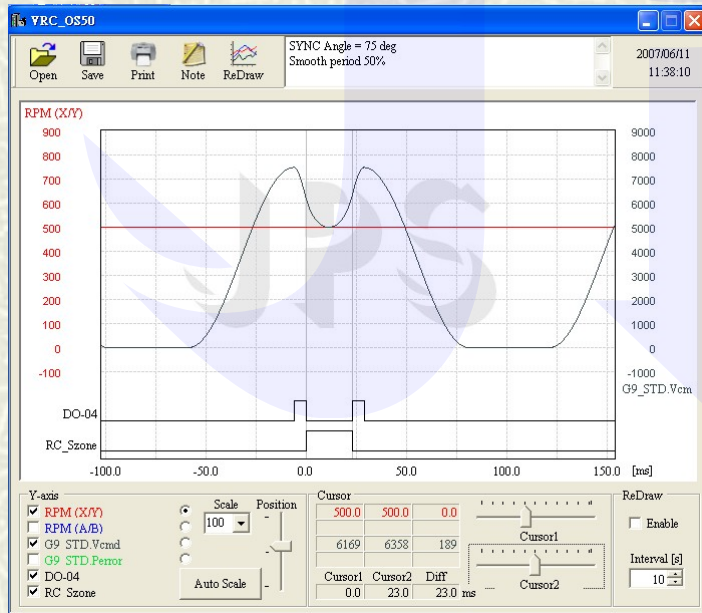 VRC_OS50
Open Save Print Note ReDraw
SYNC Angle = 75 deg
Smooth period 50%
2007/06/11
11:38:10
RPM (X/Y)
900 9000
800 8000
700 7000
600 6000
500 5000
400 4000
300 3000
200 2000
100 1000
0 0
-100 -1000
G9_STD.Vcm
DO-04
RC_Szone
-100.0 -50.0 0.0 50.0 100.0 150.0 [ms]
JPS
Y-axis
RPM (X/Y)
RPM (A/B)
G9_STD.Vcmd
G9_STD.Perror
DO-04
RC_Szone
Scale Position
100
Auto Scale
Cursor
500.0 500.0 0.0
6169 6358 189
Cursor1 Cursor2 Diff
0.0 23.0 23.0 ms
Cursor1
Cursor2
ReDraw
Enable
Interval [s]
10